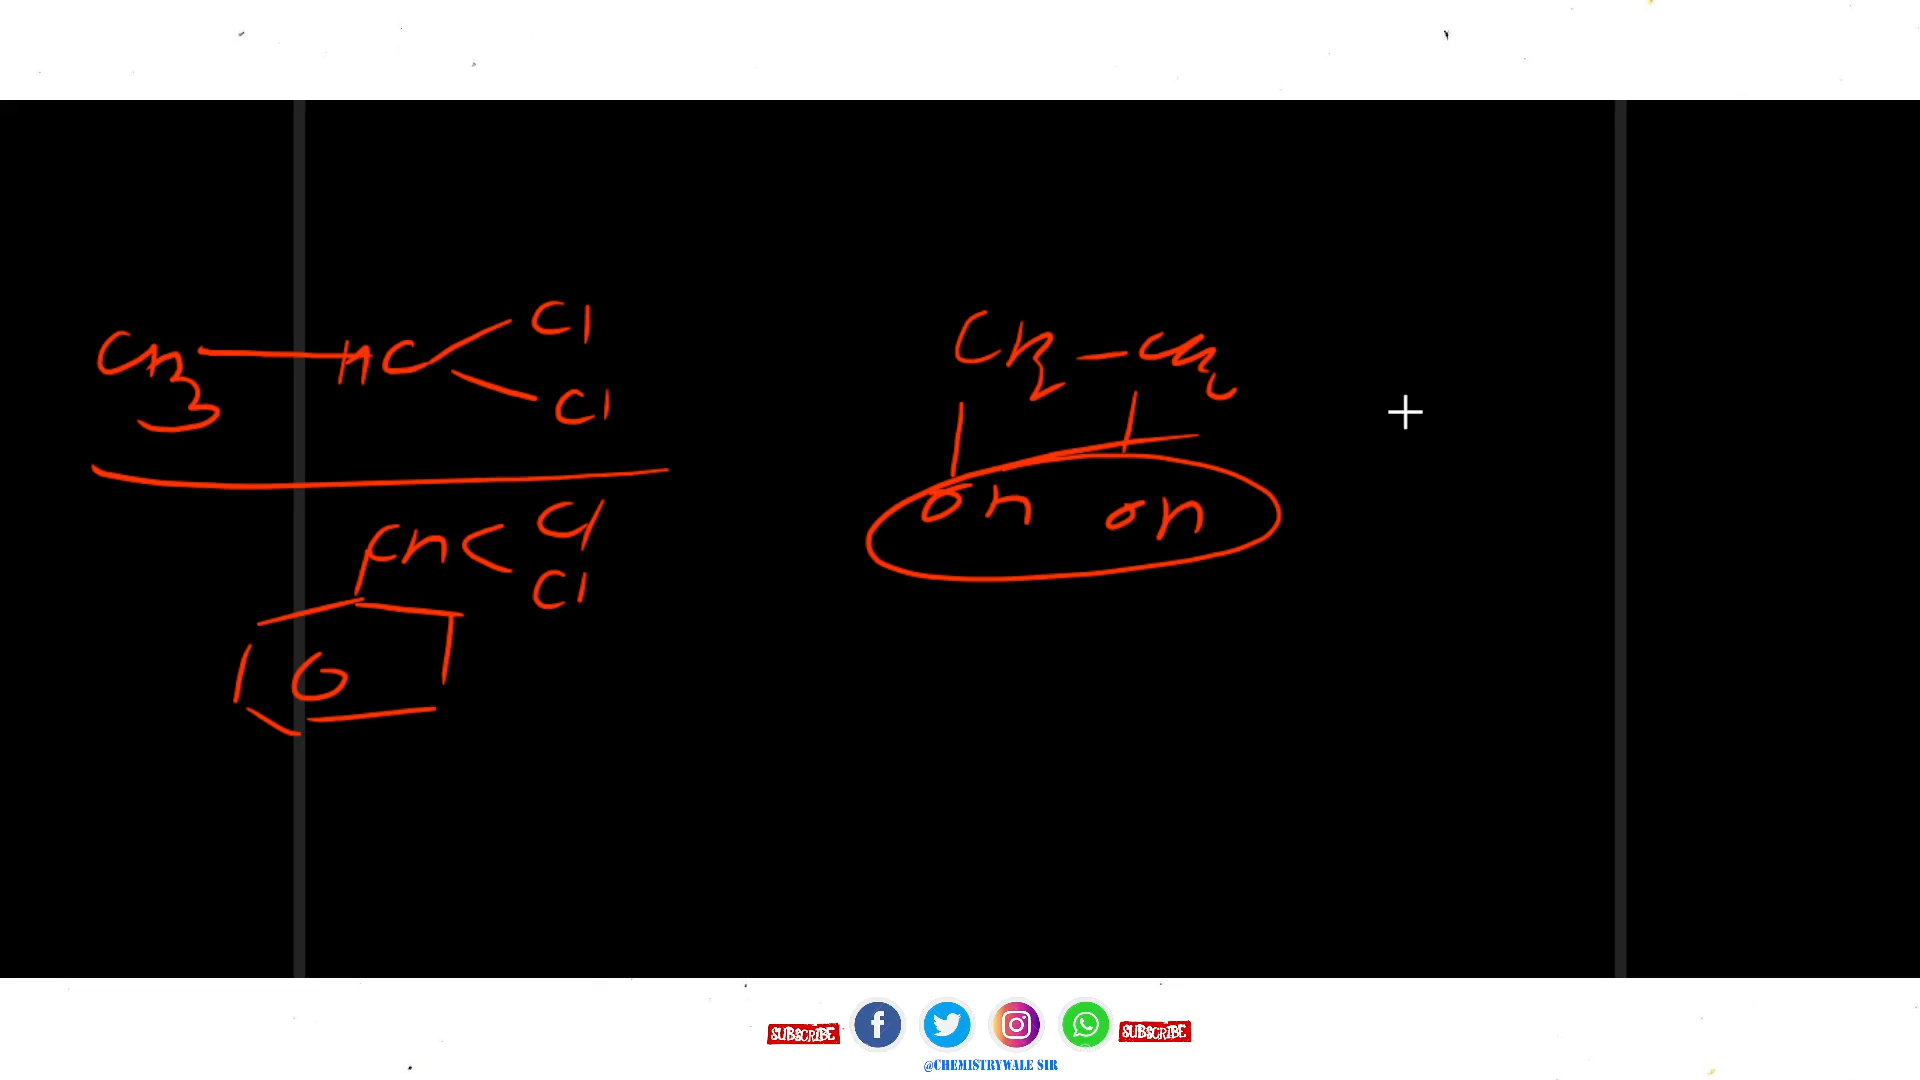 CH3 — HC < Cl Cl
CH2 – CH2
OH OH
CH < Cl Cl
SUBSCRIBE SUBSCRIBE
@CHEMISTRYWALE SIR